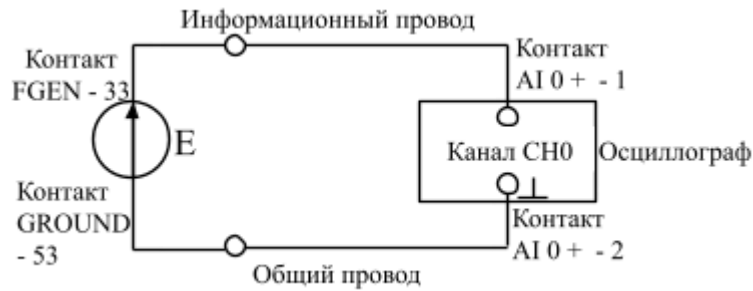 Информационный провод
Контакт
FGEN - 33
Контакт
AI 0 + - 1
E
Канал CH0
Осциллограф
Контакт
GROUND
- 53
Контакт
AI 0 + - 2
Общий провод